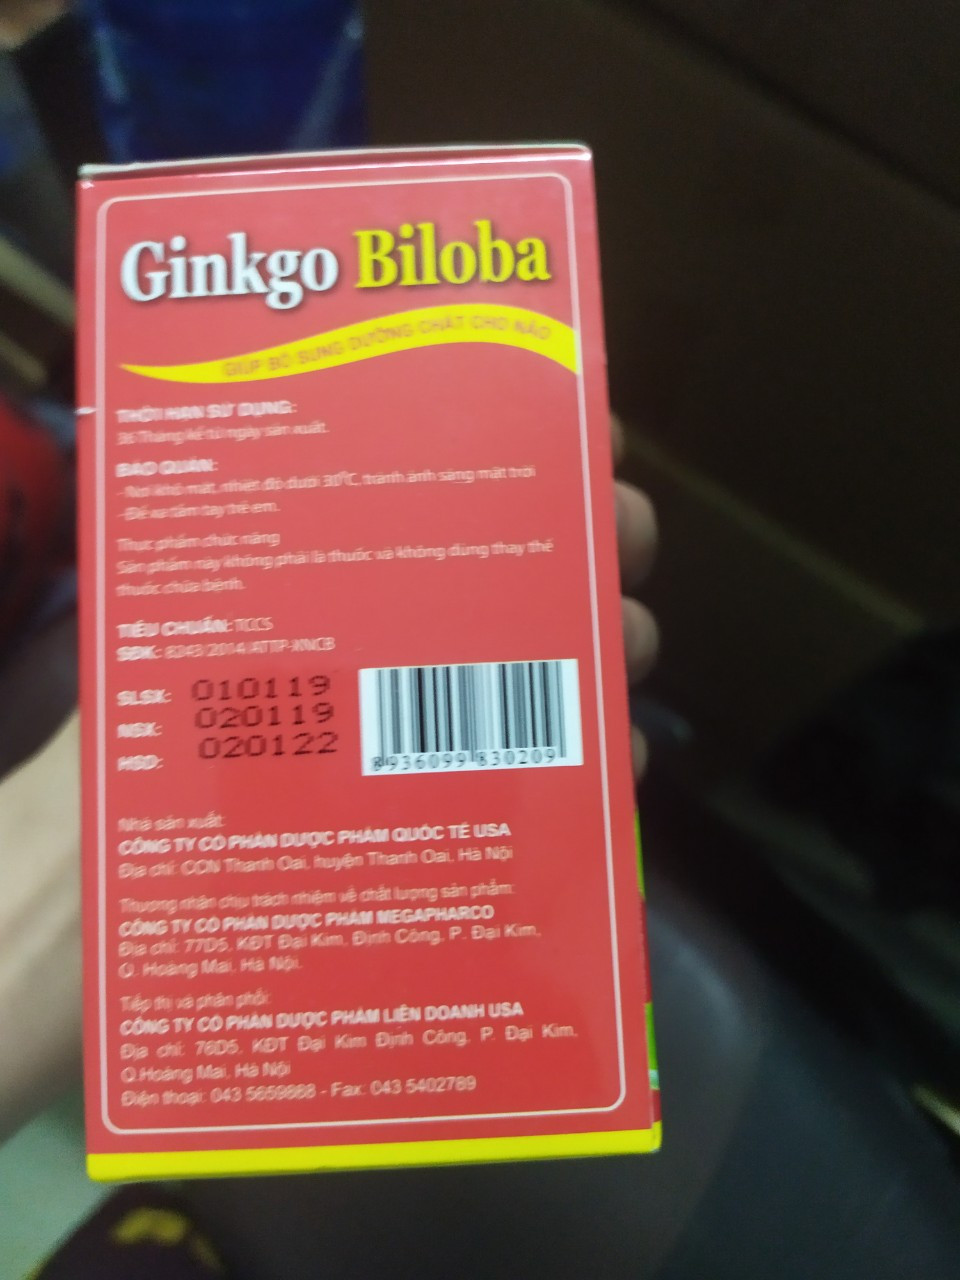 Ginkgo Biloba
GIÚP BỔ SUNG DƯỠNG CHẤT CHO NÃO
THỜI HẠN SỬ DỤNG:
36 Tháng kể từ ngày sản xuất.
BẢO QUẢN:
- Nơi khô mát, nhiệt độ dưới 30°C, tránh ánh sáng mặt trời
- Để xa tầm tay trẻ em.
Thực phẩm chức năng
Sản phẩm này không phải là thuốc và không dùng thay thế
thuốc chữa bệnh.
TIÊU CHUẨN: TCCS
SĐK: 8243/2014/ATTP-XNCB
SLSX: 010119
NSX: 020119
HSD: 020122
8936099 830209
Nhà sản xuất:
CÔNG TY CỔ PHẦN DƯỢC PHẨM QUỐC TẾ USA
Địa chỉ: CCN Thanh Oai, huyện Thanh Oai, Hà Nội
Thương nhân chịu trách nhiệm về chất lượng sản phẩm:
CÔNG TY CỔ PHẦN DƯỢC PHẨM MEGAPHARCO
Địa chỉ: 77D5, KĐT Đại Kim, Định Công, P. Đại Kim,
Q. Hoàng Mai, Hà Nội.
Tiếp thị và phân phối:
CÔNG TY CỔ PHẦN DƯỢC PHẨM LIÊN DOANH USA
Địa chỉ: 76D5, KĐT Đại Kim Định Công, P. Đại Kim,
Q.Hoàng Mai, Hà Nội
Điện thoại: 043 5659868 - Fax: 043 5402789